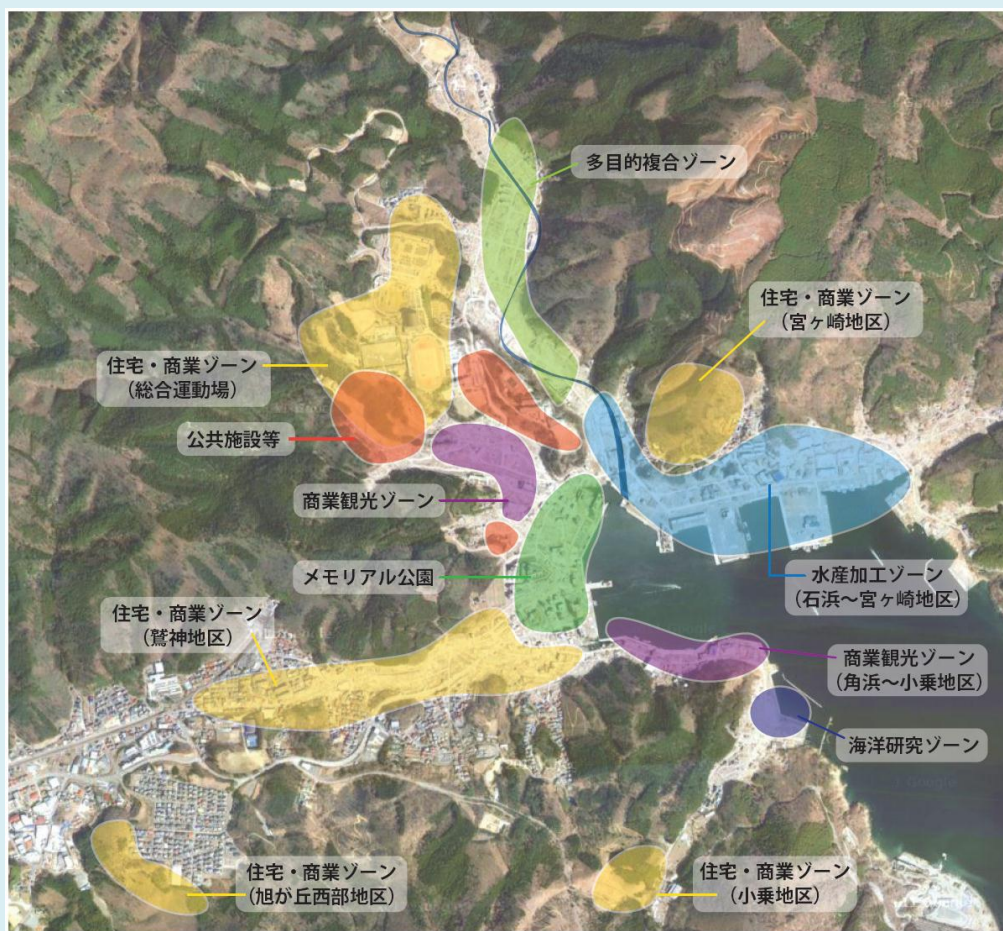 多目的複合ゾーン
住宅・商業ゾーン
(宮ヶ崎地区)
住宅・商業ゾーン
(総合運動場)
公共施設等
商業観光ゾーン
メモリアル公園
水産加工ゾーン
(石浜〜宮ヶ崎地区)
住宅・商業ゾーン
(鷲神地区)
商業観光ゾーン
(角浜〜小乗地区)
海洋研究ゾーン
住宅・商業ゾーン
(旭が丘西部地区)
住宅・商業ゾーン
(小乗地区)